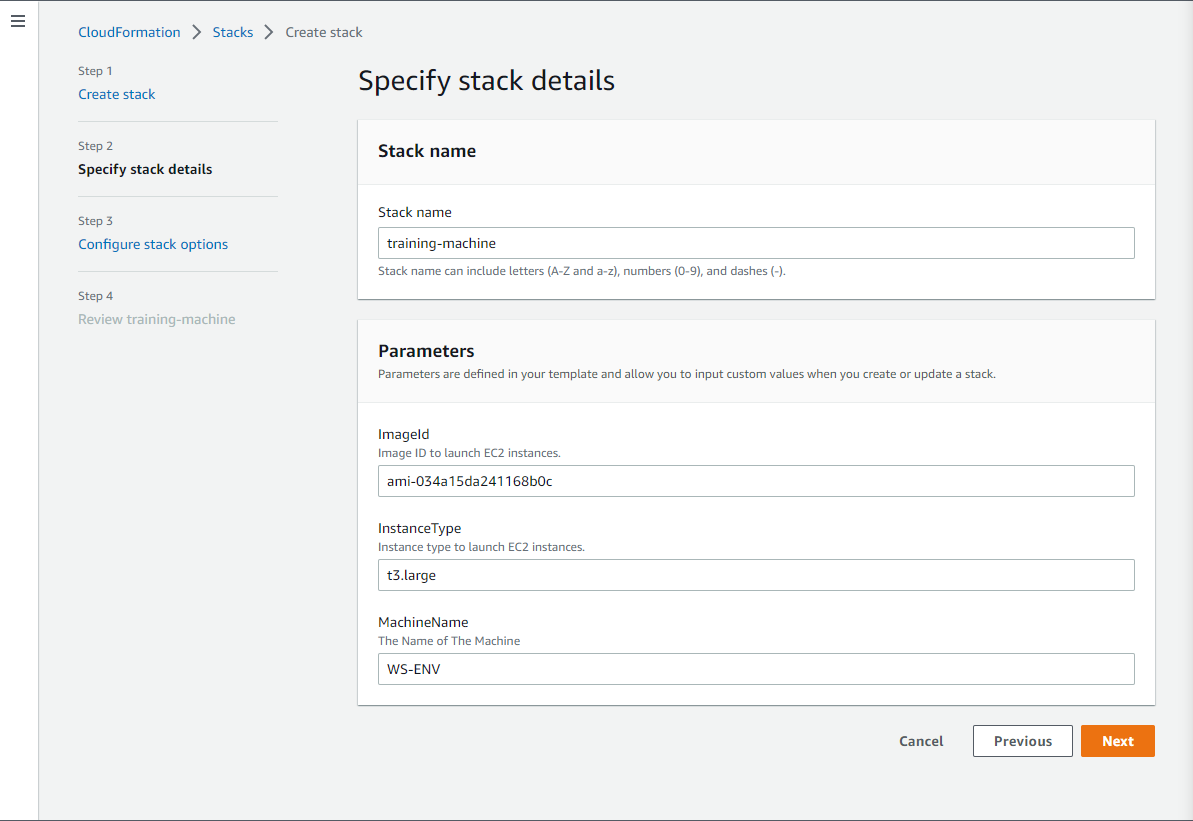 CloudFormation > Stacks > Create stack
Step 1
Create stack
Step 2
Specify stack details
Step 3
Configure stack options
Step 4
Review training-machine
Specify stack details
Stack name
Stack name
training-machine
Stack name can include letters (A-Z and a-z), numbers (0-9), and dashes (-).
Parameters
Parameters are defined in your template and allow you to input custom values when you create or update a stack.
ImageId
Image ID to launch EC2 instances.
ami-034a15da241168b0c
InstanceType
Instance type to launch EC2 instances.
t3.large
MachineName
The Name of The Machine
WS-ENV
Cancel Previous Next